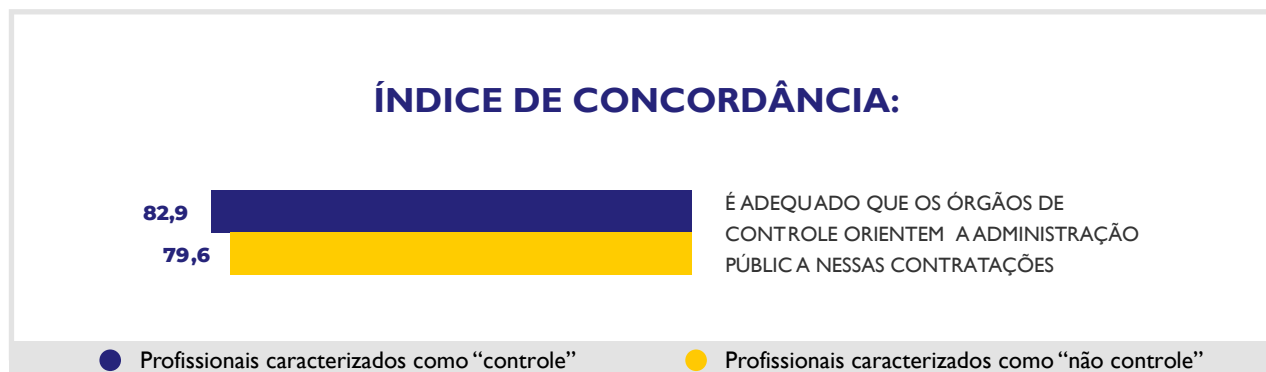 ÍNDICE DE CONCORDÂNCIA:
82,9
79,6
É ADEQUADO QUE OS ÓRGÃOS DE
CONTROLE ORIENTEM A ADMINISTRAÇÃO
PÚBLICA NESSAS CONTRATAÇÕES
Profissionais caracterizados como “controle”
Profissionais caracterizados como “não controle”